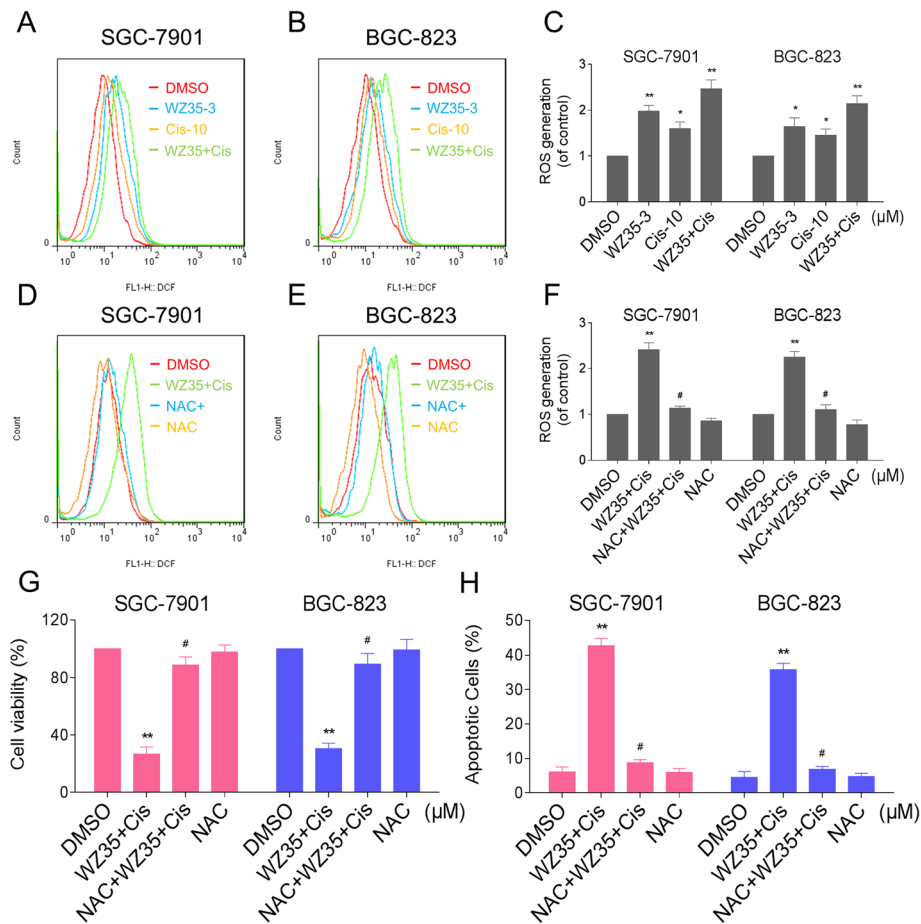 A
SGC-7901
Count
0
DMSO
WZ35-3
Cis-10
WZ35+Cis
10^0 10^1 10^2 10^3 10^4
FL1-H:: DCF
B
BGC-823
Count
0
DMSO
WZ35-3
Cis-10
WZ35+Cis
10^0 10^1 10^2 10^3 10^4
FL1-H:: DCF
C
SGC-7901 BGC-823
ROS generation
(of control)
3
2
1
0
** * ** * * **
DMSO WZ35-3 Cis-10 WZ35+Cis DMSO WZ35-3 Cis-10 WZ35+Cis (μM)
D
SGC-7901
Count
0
DMSO
WZ35+Cis
NAC+
NAC
10^0 10^1 10^2 10^3 10^4
FL1-H:: DCF
E
BGC-823
Count
0
DMSO
WZ35+Cis
NAC+
NAC
10^0 10^1 10^2 10^3 10^4
FL1-H:: DCF
F
SGC-7901 BGC-823
ROS generation
(of control)
3
2
1
0
** # ** #
DMSO WZ35+Cis NAC+WZ35+Cis NAC DMSO WZ35+Cis NAC+WZ35+Cis NAC (μM)
G
SGC-7901 BGC-823
Cell viability (%)
120
80
40
0
** # ** #
DMSO WZ35+Cis NAC+WZ35+Cis NAC DMSO WZ35+Cis NAC+WZ35+Cis NAC (μM)
H
SGC-7901 BGC-823
Apoptotic Cells (%)
50
40
30
20
10
0
** # ** #
DMSO WZ35+Cis NAC+WZ35+Cis NAC DMSO WZ35+Cis NAC+WZ35+Cis NAC (μM)